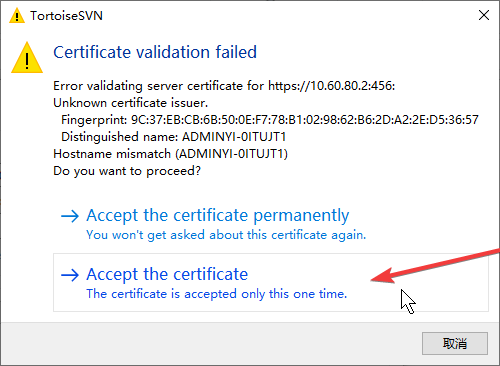 TortoiseSVN
Certificate validation failed
Error validating server certificate for https://10.60.80.2:456:
Unknown certificate issuer.
Fingerprint: 9C:37:EB:CB:6B:50:0E:F7:78:B1:02:98:62:B6:2D:A2:2E:D5:36:57
Distinguished name: ADMINYI-0ITUJT1
Hostname mismatch (ADMINYI-0ITUJT1)
Do you want to proceed?
Accept the certificate permanently
You won't get asked about this certificate again.
Accept the certificate
The certificate is accepted only this one time.
取消